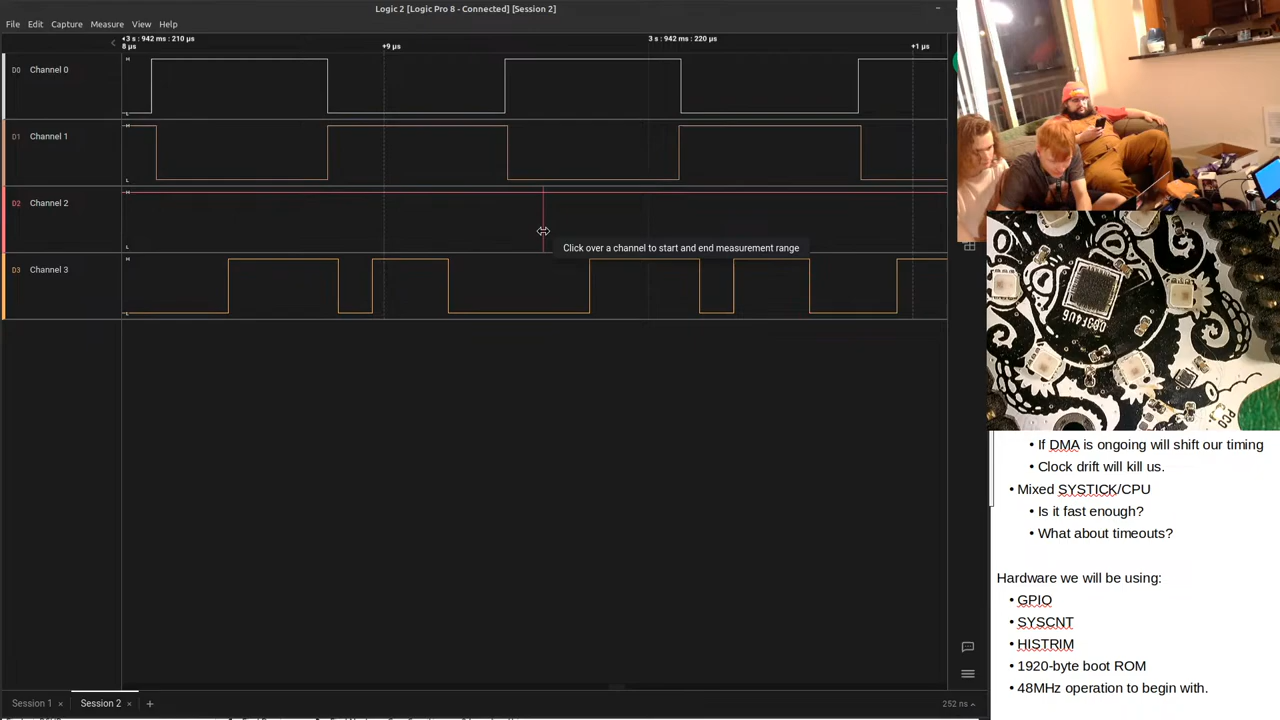 Logic 2 [Logic Pro 8 - Connected] [Session 2]
File Edit Capture Measure View Help
+3 s : 942 ms : 210 µs
3 s : 942 ms : 220 µs
8 µs
+9 µs
+1 µs
D0 Channel 0
H
L
D1 Channel 1
H
L
D2 Channel 2
H
L
Click over a channel to start and end measurement range
D3 Channel 3
H
L
• If DMA is ongoing will shift our timing
• Clock drift will kill us.
• Mixed SYSTICK/CPU
• Is it fast enough?
• What about timeouts?
Hardware we will be using:
• GPIO
• SYSCNT
• HISTRIM
• 1920-byte boot ROM
• 48MHz operation to begin with.
Session 1 × Session 2 × +
252 ns